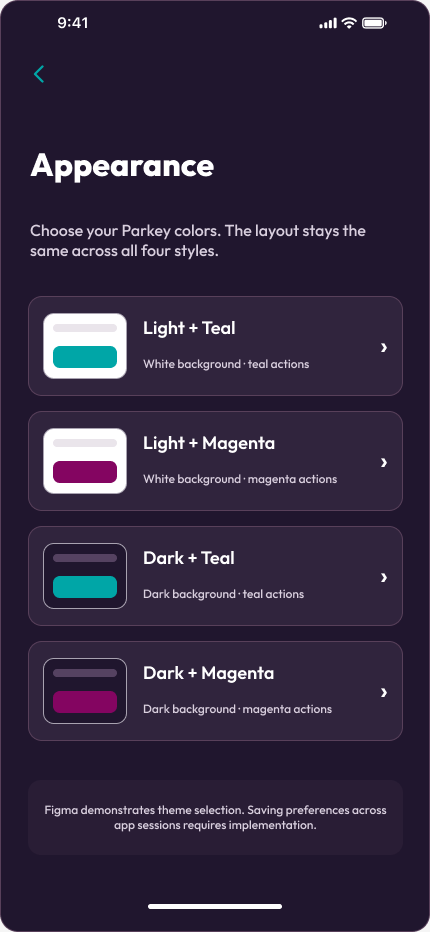 9:41
Appearance
Choose your Parkey colors. The layout stays the
same across all four styles.
Light + Teal
White background · teal actions
Light + Magenta
White background · magenta actions
Dark + Teal
Dark background · teal actions
Dark + Magenta
Dark background · magenta actions
Figma demonstrates theme selection. Saving preferences across
app sessions requires implementation.